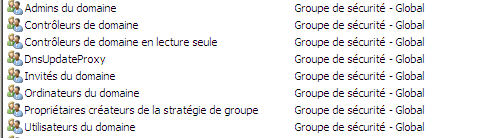 Admins du domaine Groupe de sécurité - Global
Contrôleurs de domaine Groupe de sécurité - Global
Contrôleurs de domaine en lecture seule Groupe de sécurité - Global
DnsUpdateProxy Groupe de sécurité - Global
Invités du domaine Groupe de sécurité - Global
Ordinateurs du domaine Groupe de sécurité - Global
Propriétaires créateurs de la stratégie de groupe Groupe de sécurité - Global
Utilisateurs du domaine Groupe de sécurité - Global